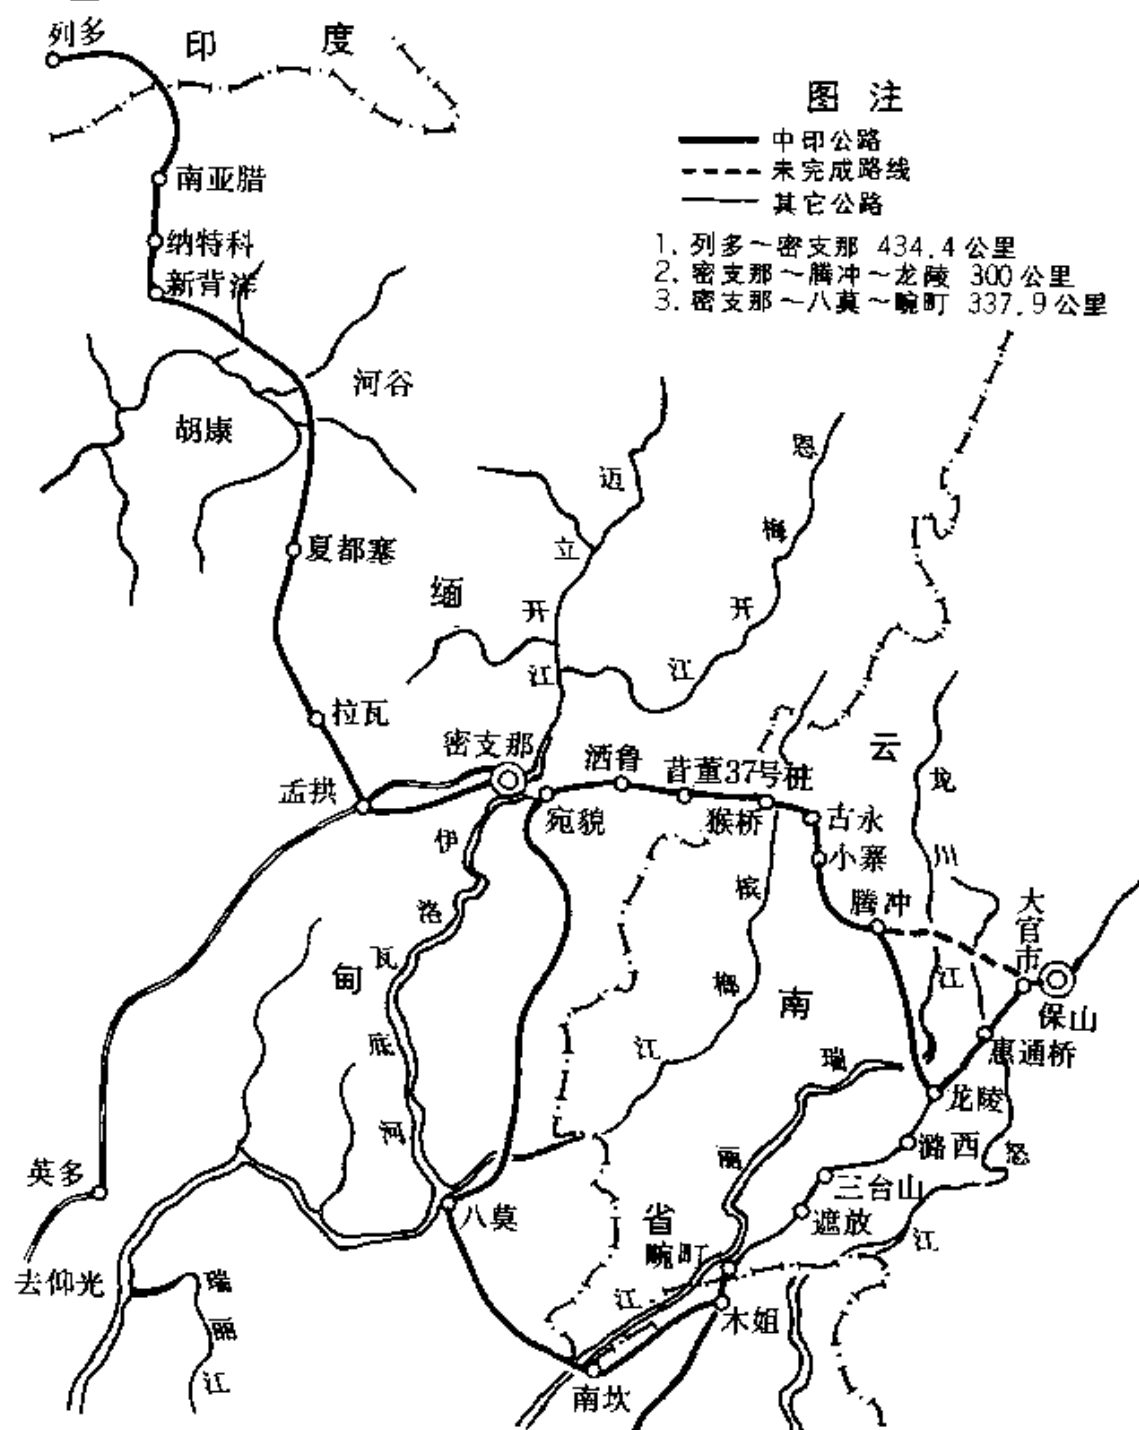 列多
印度
图 注
中印公路
未完成路线
其它公路
1. 列多～密支那 434.4公里
2. 密支那～腾冲～龙陵 300公里
3. 密支那～八莫～畹町 337.9公里
南亚腊
纳特科
新背洋
河谷
胡康
夏都塞
拉瓦
孟拱
密支那
迈立开江
恩梅开江
缅甸
宛貌
洒鲁
昔董37号桩
猴桥
古永
小寨
腾冲
云南省
龙川江
大官市
保山
惠通桥
龙陵
潞西
三台山
遮放
畹町
木姐
南坎
八莫
伊洛瓦底河
槟榔江
瑞丽江
怒江
英多
去仰光
瑞丽江